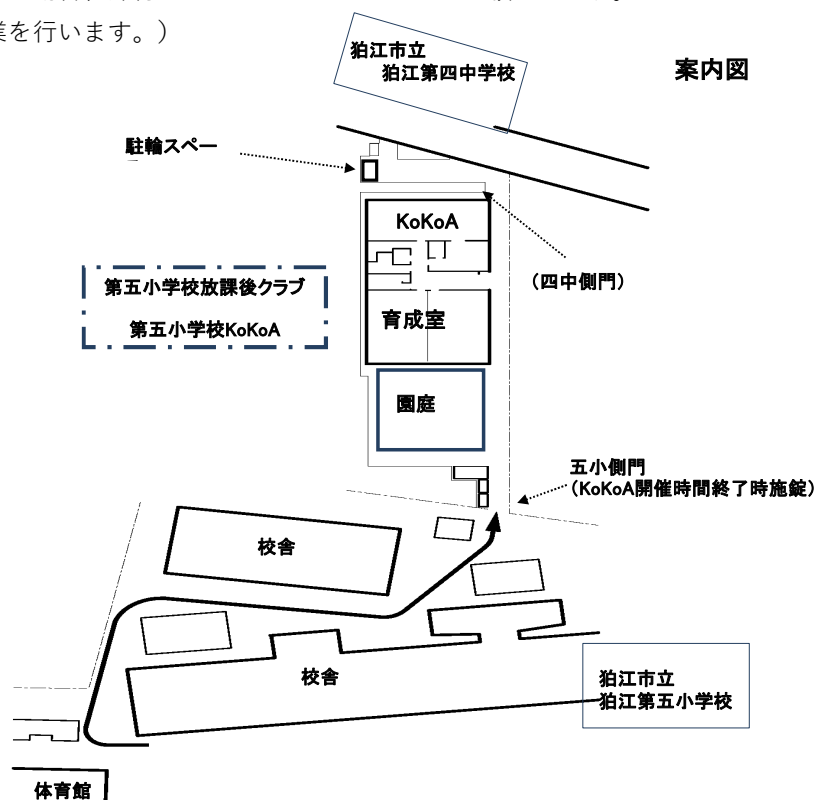 業を行います。）
狛江市立
狛江第四中学校
案内図
駐輪スペー
KoKoA
（四中側門）
第五小学校放課後クラブ
第五小学校KoKoA
育成室
園庭
五小側門
（KoKoA開催時間終了時施錠）
校舎
校舎
狛江市立
狛江第五小学校
体育館